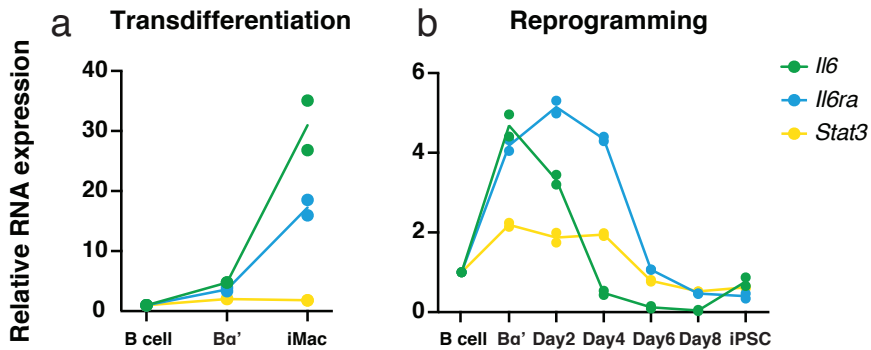 a Transdifferentiation
b Reprogramming
Relative RNA expression
40
30
20
10
0
B cell Bα' iMac
6
4
2
0
B cell Bα' Day2 Day4 Day6 Day8 iPSC
Il6
Il6ra
Stat3